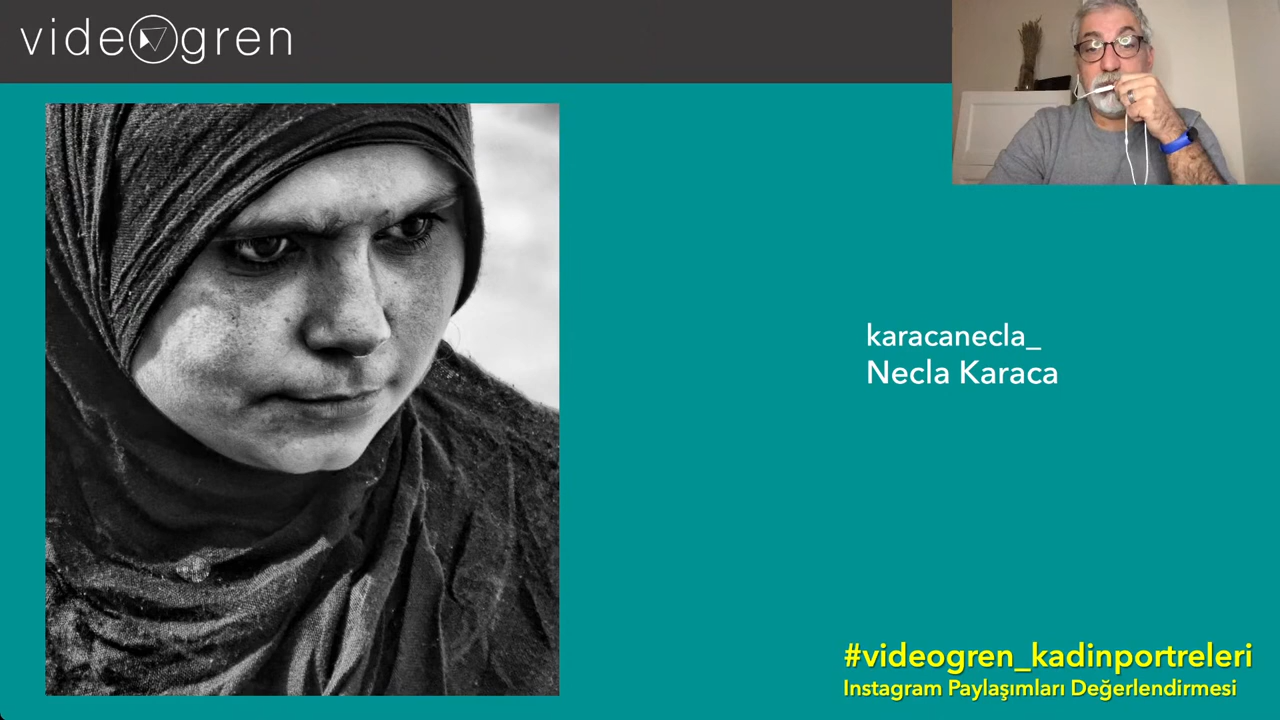 videogren
karacanecla_
Necla Karaca
#videogren_kadinportreleri
Instagram Paylaşımları Değerlendirmesi